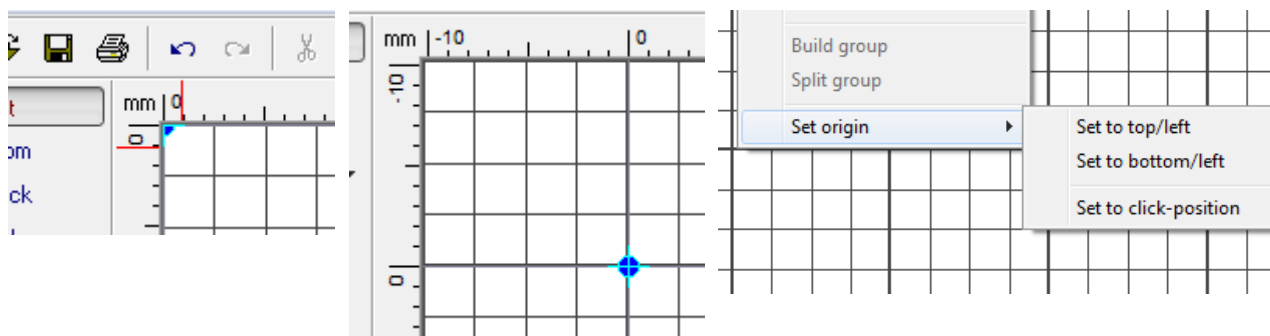 t
mm 0
0
om
ck
mm -10 0
-10
0
Build group
Split group
Set origin
Set to top/left
Set to bottom/left
Set to click-position